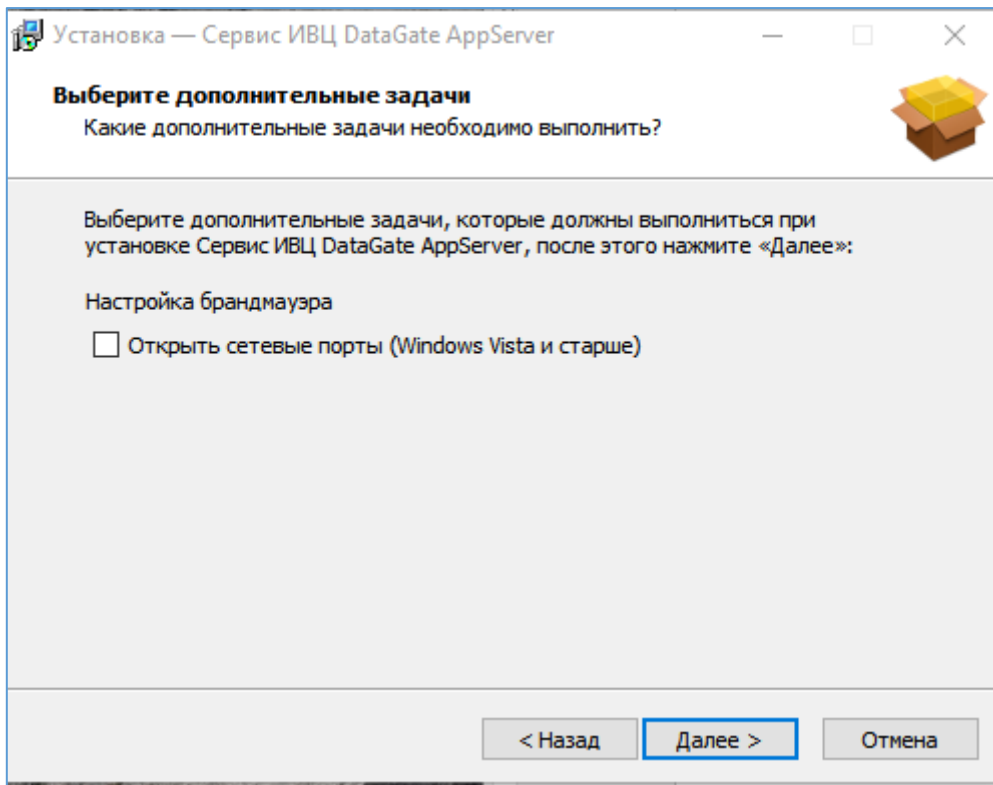 Установка — Сервис ИВЦ DataGate AppServer
Выберите дополнительные задачи
Какие дополнительные задачи необходимо выполнить?
Выберите дополнительные задачи, которые должны выполниться при
установке Сервис ИВЦ DataGate AppServer, после этого нажмите «Далее»:
Настройка брандмауэра
Открыть сетевые порты (Windows Vista и старше)
< Назад
Далее >
Отмена